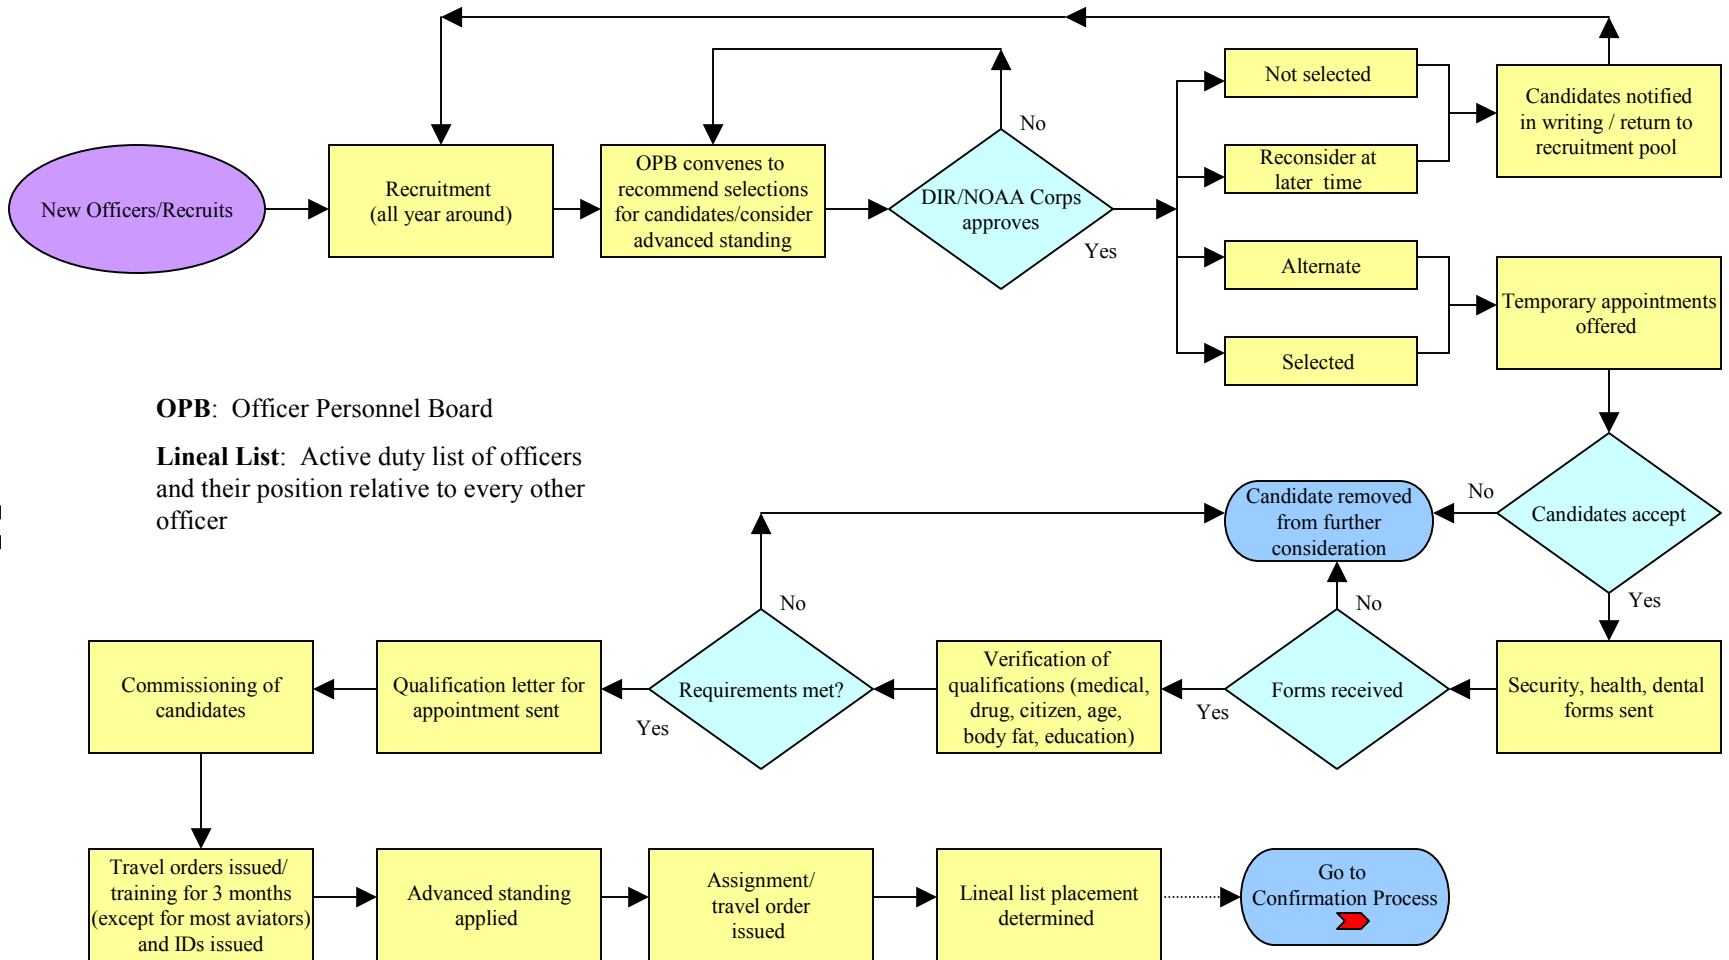 New Officers/Recruits
Recruitment
(all year around)
OPB convenes to
recommend selections
for candidates/consider
advanced standing
No
DIR/NOAA Corps
approves
Yes
Not selected
Reconsider at
later time
Alternate
Selected
Candidates notified
in writing / return to
recruitment pool
Temporary appointments
offered
OPB: Officer Personnel Board
Lineal List: Active duty list of officers
and their position relative to every other
officer
Candidates accept
No
Yes
Candidate removed
from further
consideration
Security, health, dental
forms sent
Forms received
No
Yes
Verification of
qualifications (medical,
drug, citizen, age,
body fat, education)
Requirements met?
No
Yes
Qualification letter for
appointment sent
Commissioning of
candidates
Travel orders issued/
training for 3 months
(except for most aviators)
and IDs issued
Advanced standing
applied
Assignment/
travel order
issued
Lineal list placement
determined
Go to
Confirmation Process